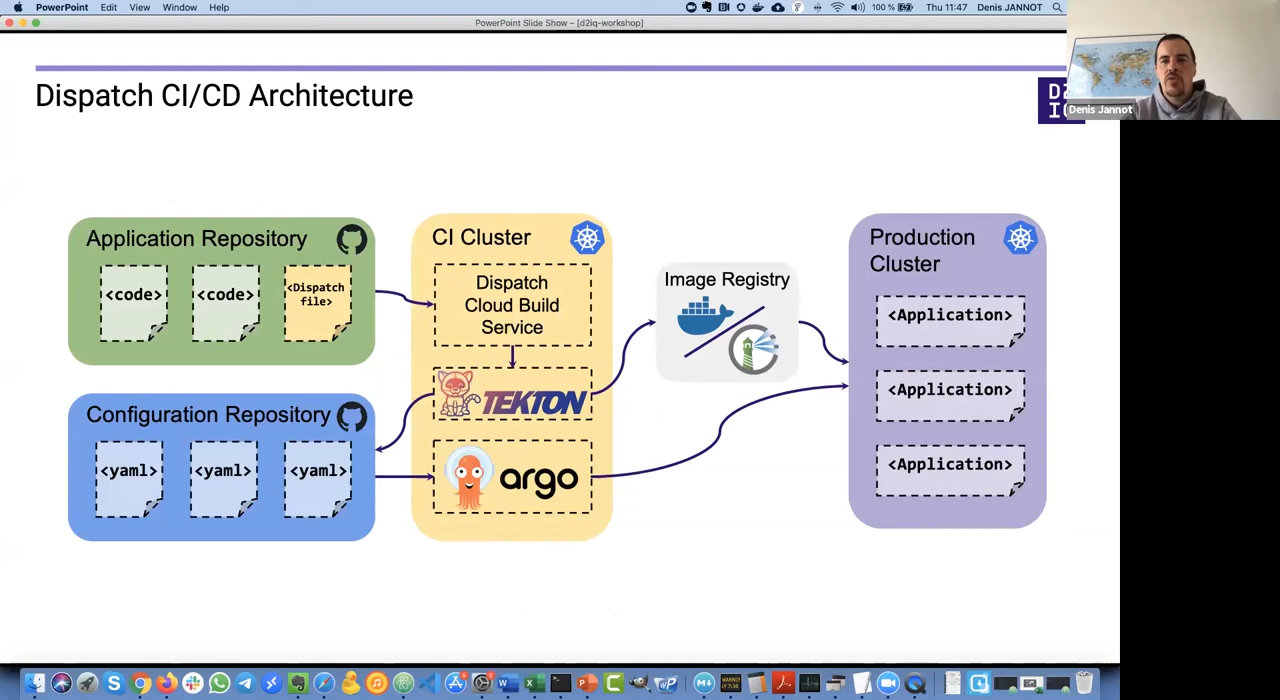 PowerPoint Edit View Window Help
100 % Thu 11:47 Denis JANNOT
PowerPoint Slide Show – [d2iq-workshop]
Denis Jannot
Dispatch CI/CD Architecture
Application Repository
<code>
<code>
<Dispatch
file>
Configuration Repository
<yaml>
<yaml>
<yaml>
CI Cluster
Dispatch
Cloud Build
Service
TEKTON
argo
Image Registry
Production
Cluster
<Application>
<Application>
<Application>